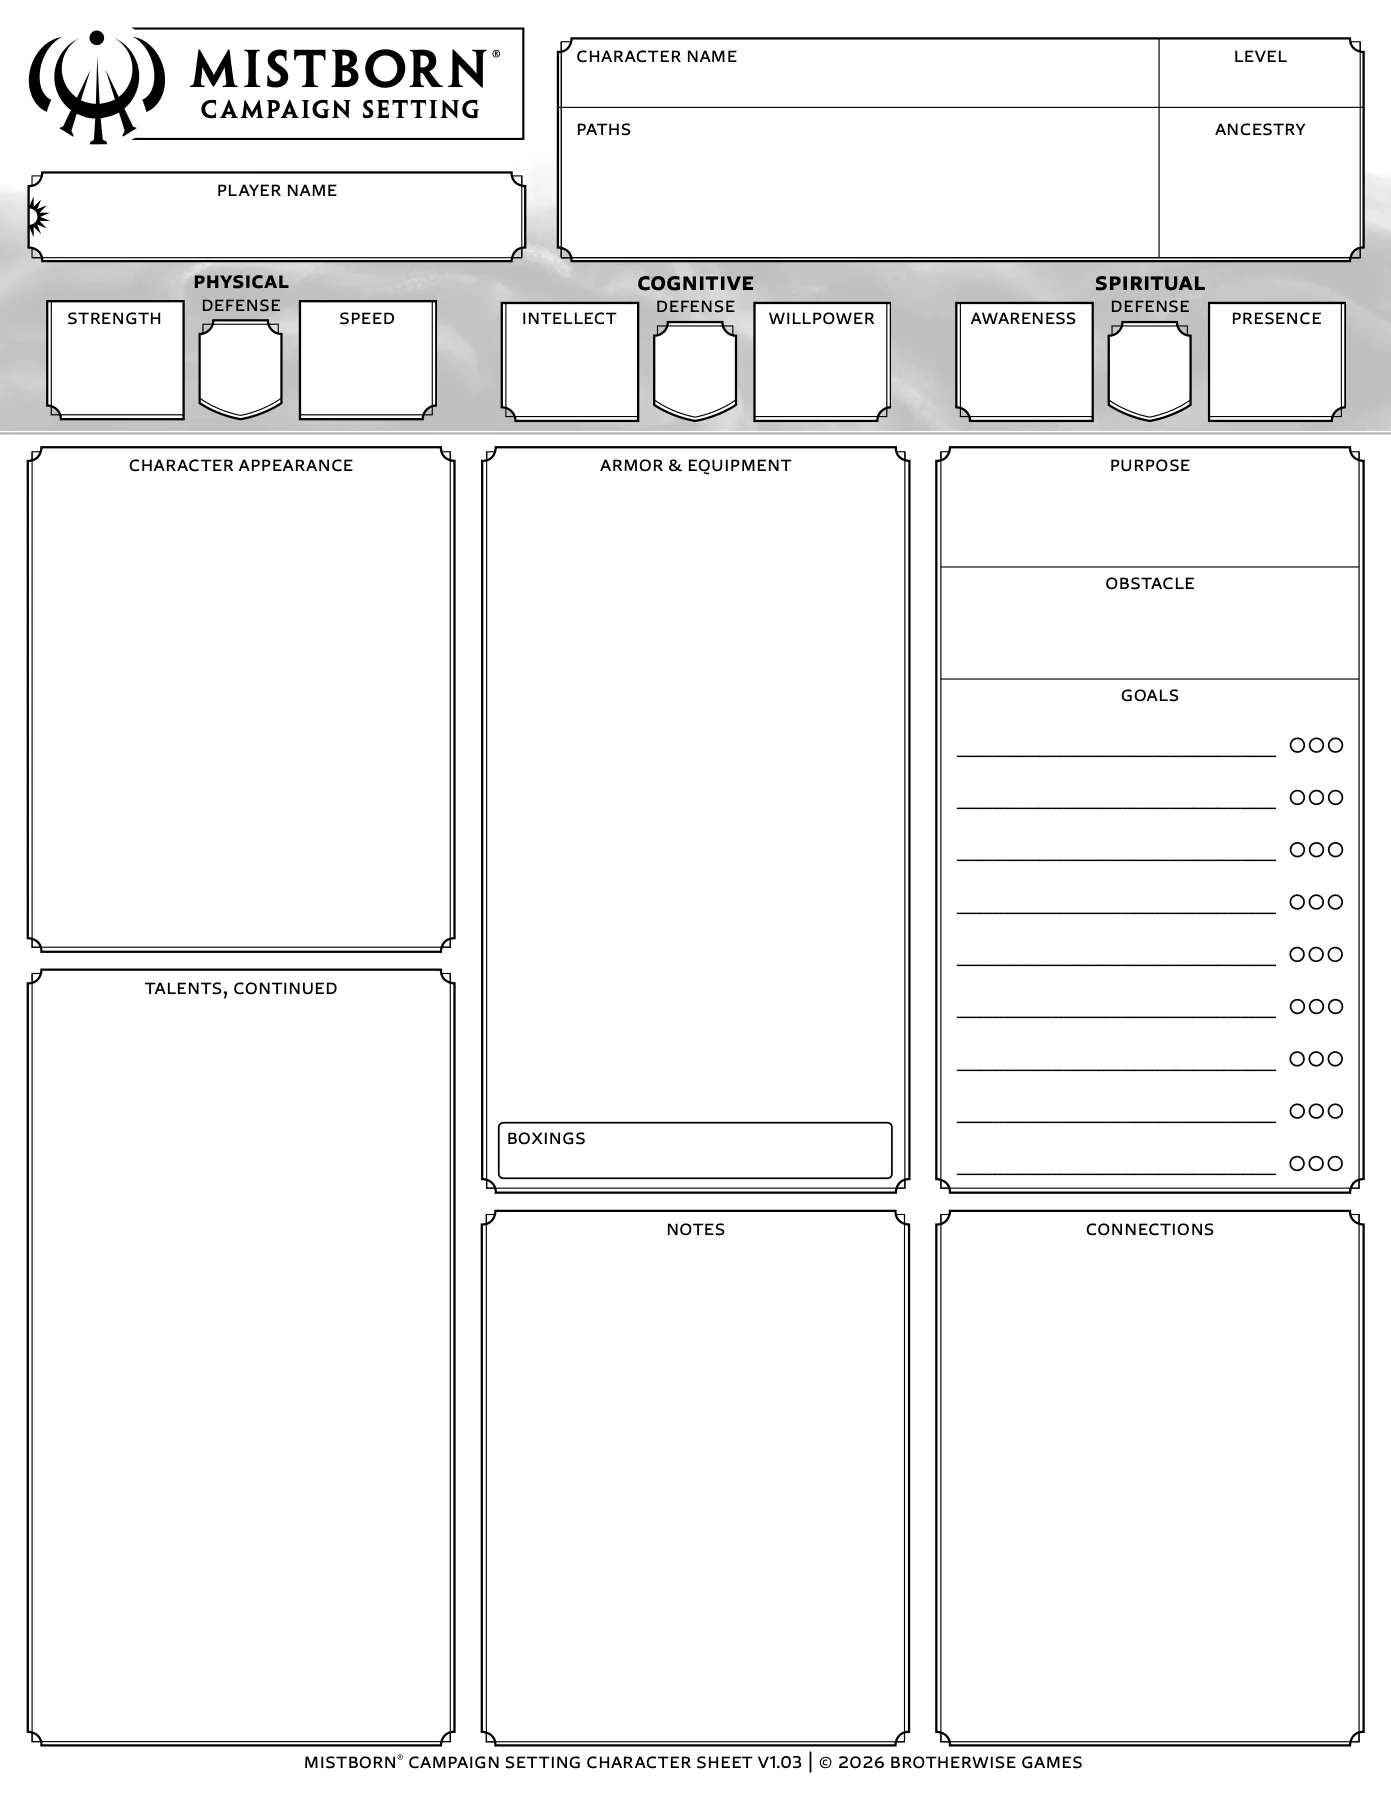 MISTBORN®
CAMPAIGN SETTING
CHARACTER NAME
LEVEL
PATHS
ANCESTRY
PLAYER NAME
PHYSICAL
STRENGTH
DEFENSE
SPEED
COGNITIVE
INTELLECT
DEFENSE
WILLPOWER
SPIRITUAL
AWARENESS
DEFENSE
PRESENCE
CHARACTER APPEARANCE
TALENTS, CONTINUED
ARMOR & EQUIPMENT
BOXINGS
NOTES
PURPOSE
OBSTACLE
GOALS
CONNECTIONS
MISTBORN® CAMPAIGN SETTING CHARACTER SHEET V1.03 | © 2026 BROTHERWISE GAMES